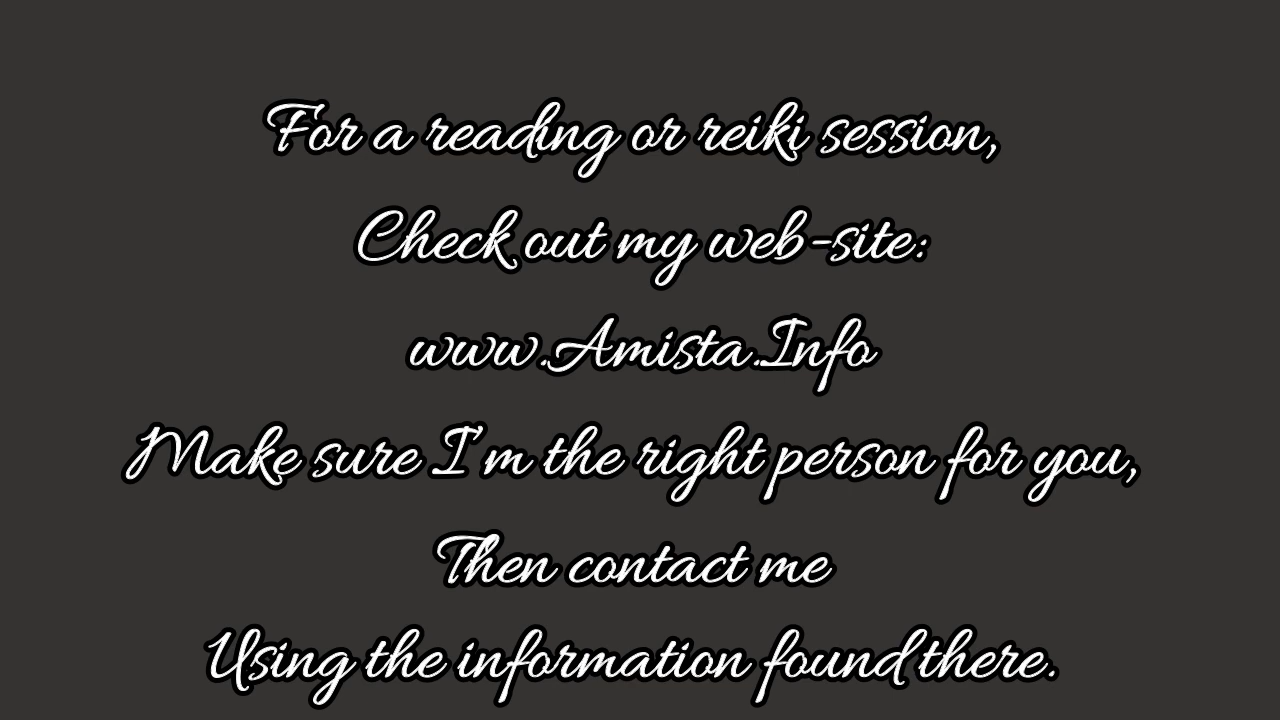 For a reading or reiki session,
Check out my web-site:
www.Amista.Info
Make sure I'm the right person for you,
Then contact me
Using the information found there.